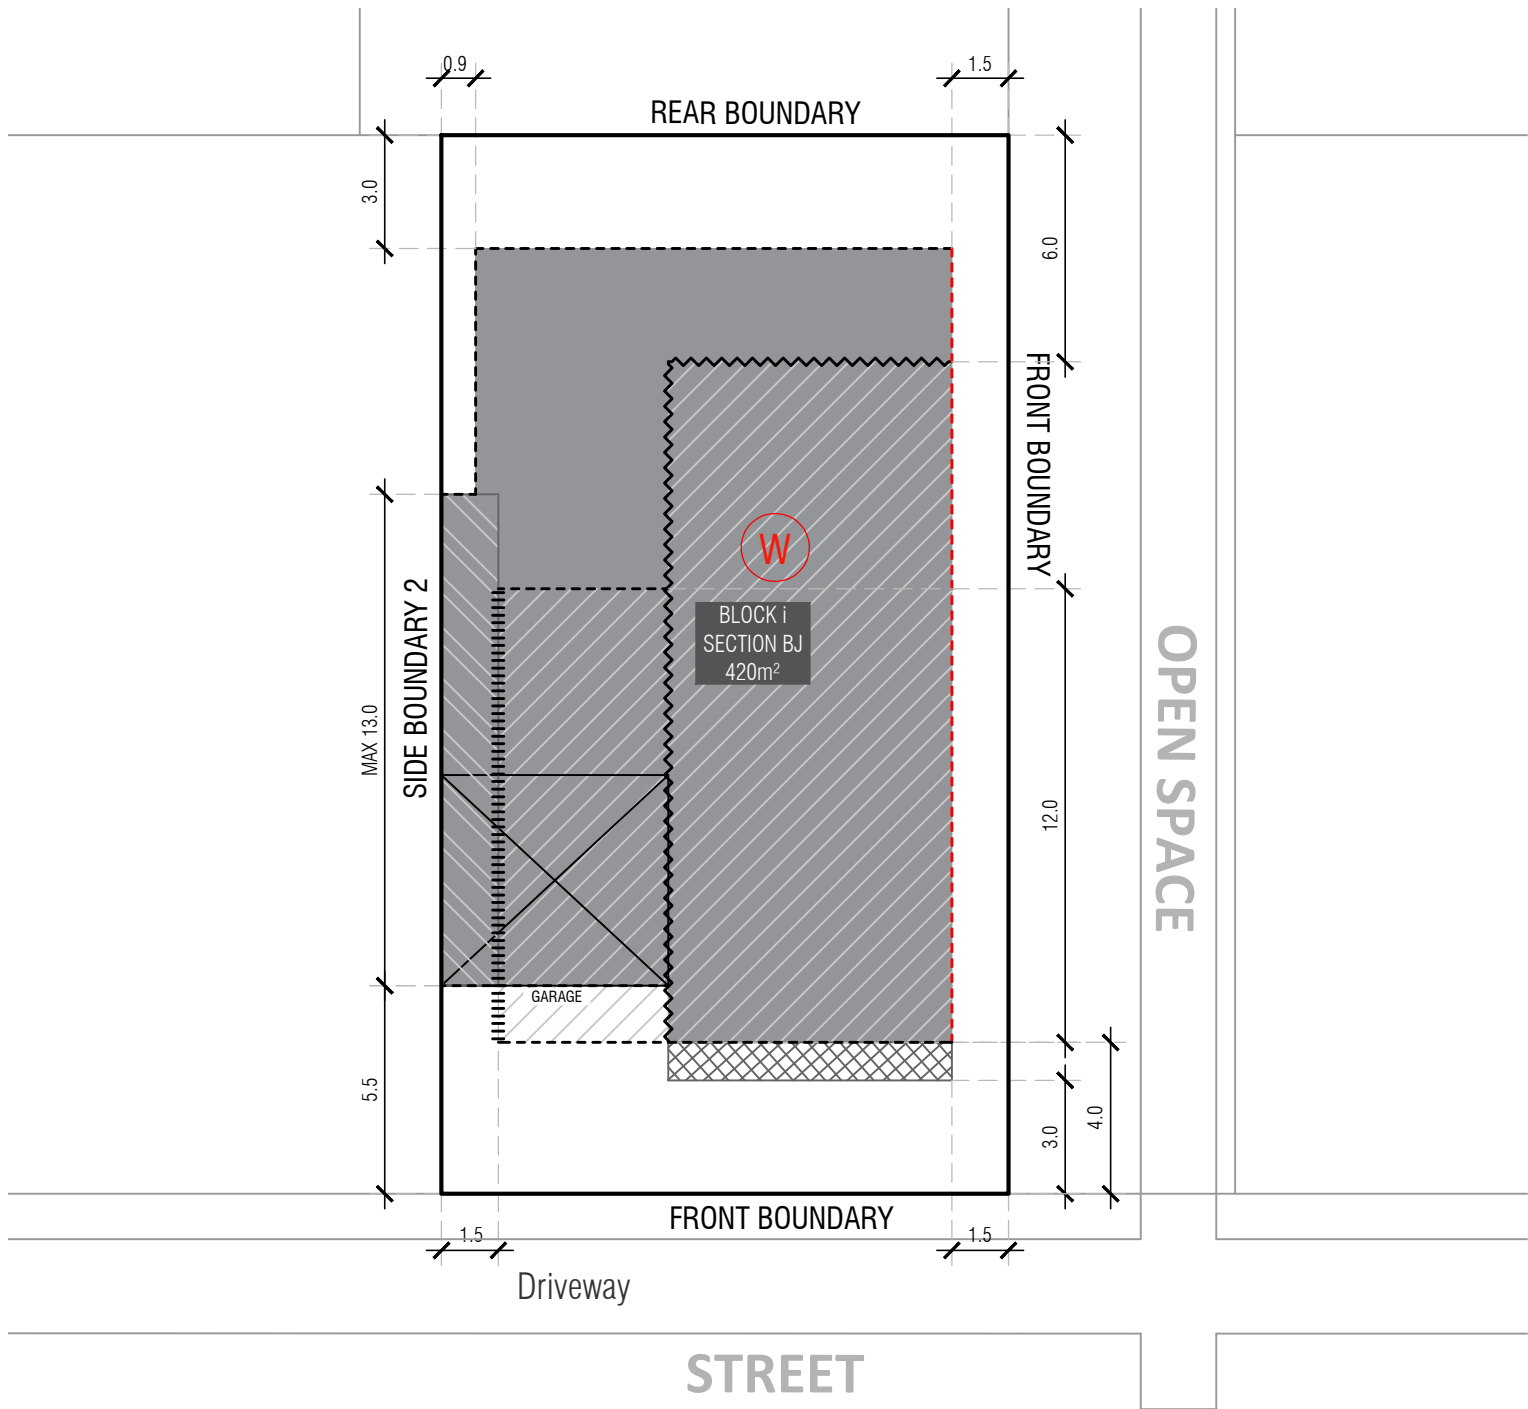 0.9
1.5
REAR BOUNDARY
3.0
6.0
FRONT BOUNDARY
W
BLOCK i
SECTION BJ
420m²
SIDE BOUNDARY 2
MAX 13.0
OPEN SPACE
12.0
GARAGE
5.5
3.0
4.0
FRONT BOUNDARY
1.5
1.5
Driveway
STREET